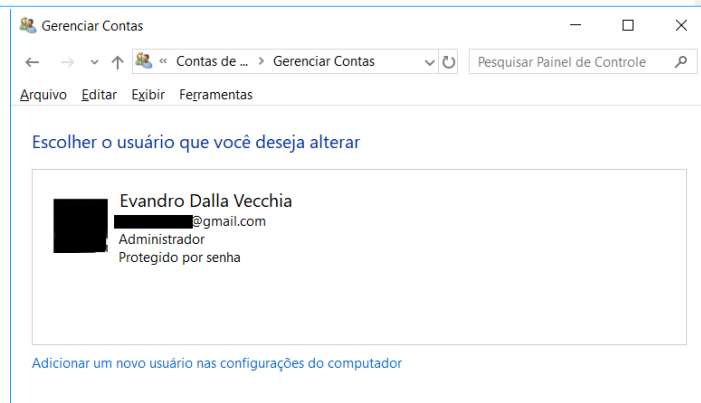 Gerenciar Contas
« Contas de ... > Gerenciar Contas Pesquisar Painel de Controle
Arquivo Editar Exibir Ferramentas
Escolher o usuário que você deseja alterar
Evandro Dalla Vecchia
@gmail.com
Administrador
Protegido por senha
Adicionar um novo usuário nas configurações do computador